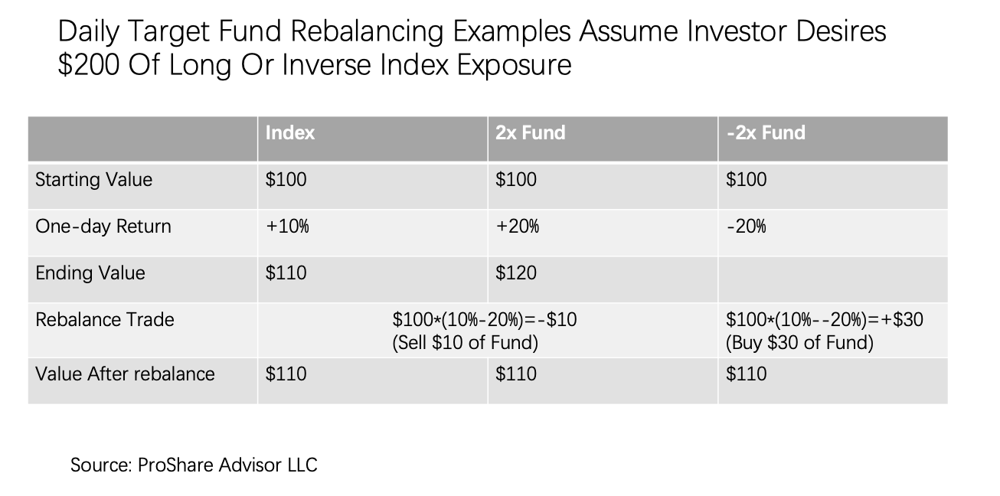 Daily Target Fund Rebalancing Examples Assume Investor Desires
$200 Of Long Or Inverse Index Exposure
Index 2x Fund -2x Fund
Starting Value $100 $100 $100
One-day Return +10% +20% -20%
Ending Value $110 $120
Rebalance Trade $100*(10%-20%)=-$10 $100*(10%--20%)=+$30
(Sell $10 of Fund) (Buy $30 of Fund)
Value After rebalance $110 $110 $110
Source: ProShare Advisor LLC